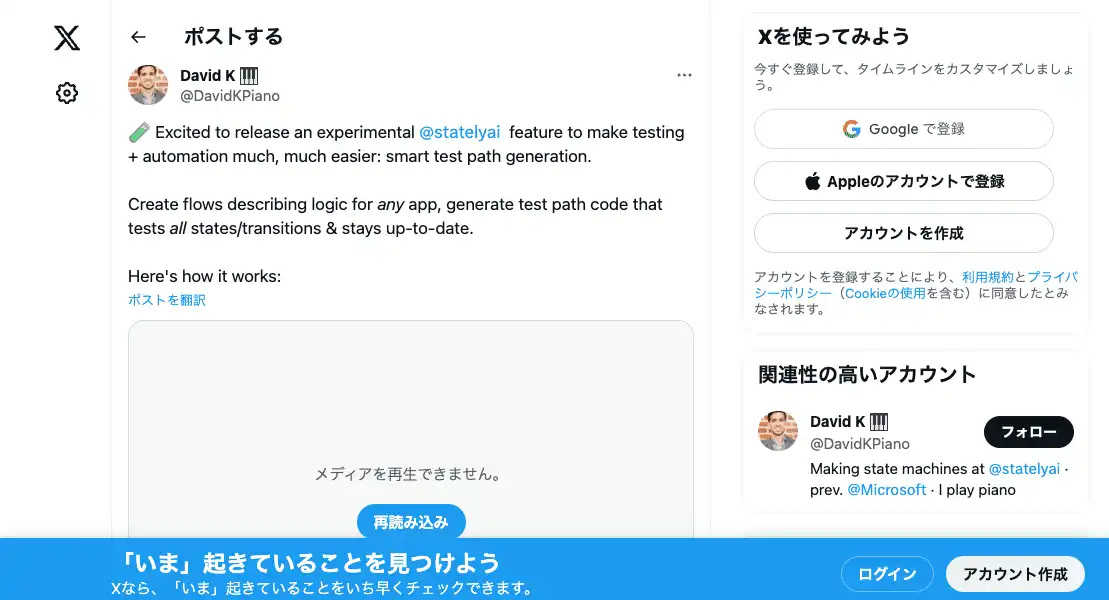 ポストする
David K 🎹
@DavidKPiano
🧪 Excited to release an experimental @statelyai feature to make testing
+ automation much, much easier: smart test path generation.
Create flows describing logic for any app, generate test path code that
tests all states/transitions & stays up-to-date.
Here's how it works:
ポストを翻訳
メディアを再生できません。
再読み込み
Xを使ってみよう
今すぐ登録して、タイムラインをカスタマイズしましょ
う。
Google で登録
Appleのアカウントで登録
アカウントを作成
アカウントを登録することにより、利用規約とプライバ
シーポリシー（Cookieの使用を含む）に同意したとみ
なされます。
関連性の高いアカウント
David K 🎹
@DavidKPiano
フォロー
Making state machines at @statelyai ·
prev. @Microsoft · I play piano
「いま」起きていることを見つけよう
Xなら、「いま」起きていることをいち早くチェックできます。
ログイン
アカウント作成